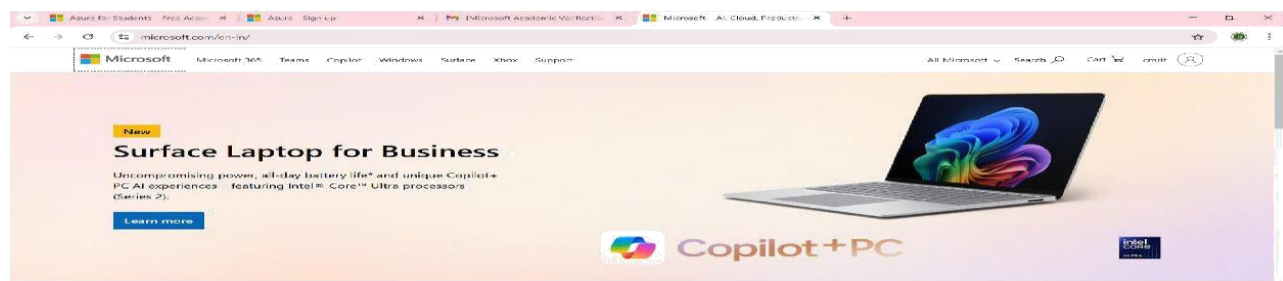 Azure for Students - Free Accou
Azure - Sign up
[Microsoft Academic Verificatio
Microsoft - AI, Cloud, Producti
microsoft.com/en-in/
Microsoft Microsoft 365 Teams Copilot Windows Surface Xbox Support
All Microsoft Search Cart
New
Surface Laptop for Business
Uncompromising power, all-day battery life* and unique Copilot+
PC AI experiences – featuring Intel® Core™ Ultra processors
(Series 2).
Learn more
Copilot+PC
intel
CORE